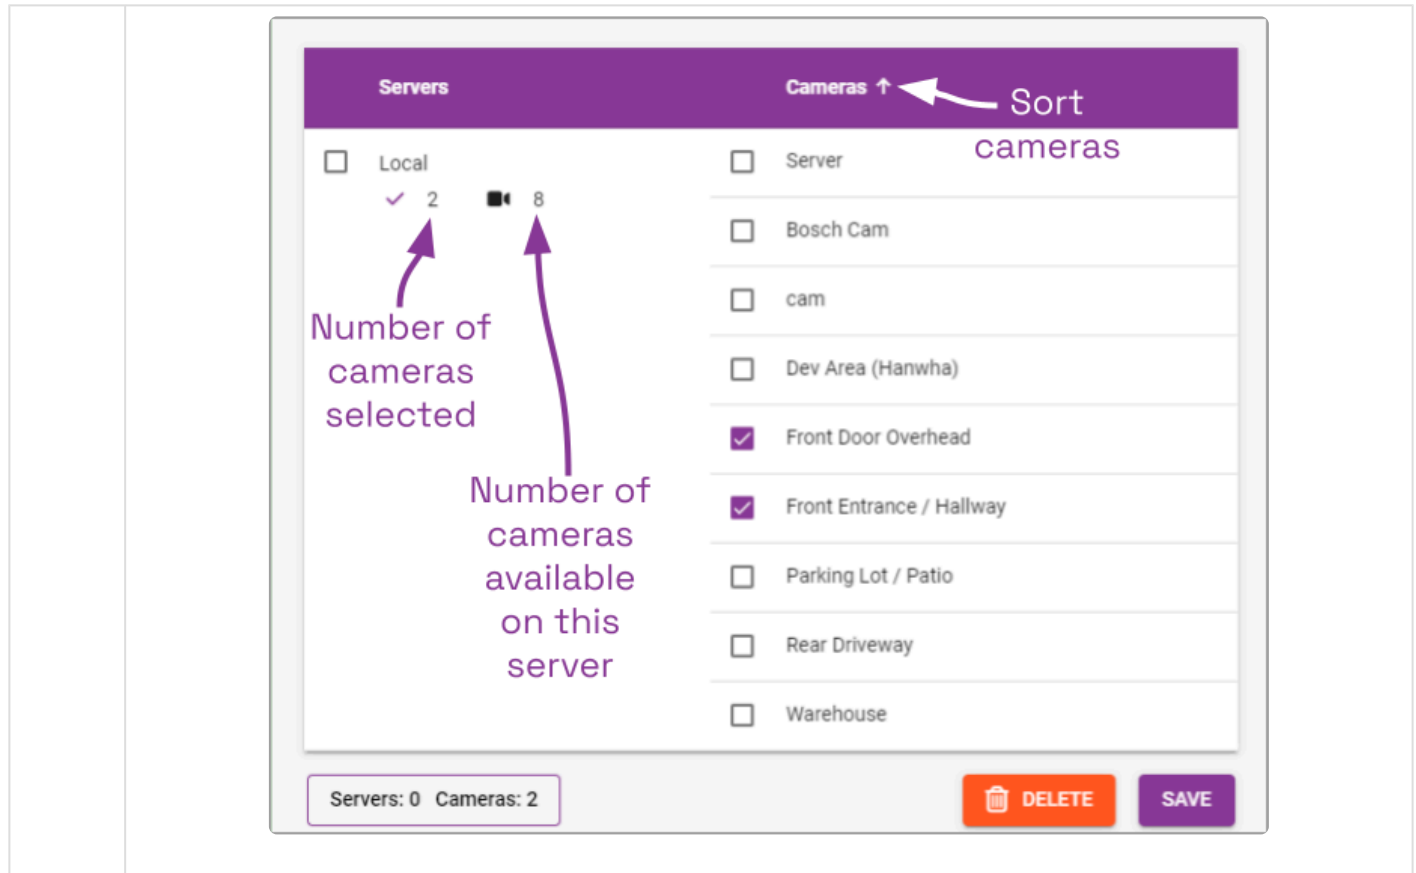 Servers
Cameras ↑
Sort
cameras
Local
2 8
Number of
cameras
selected
Number of
cameras
available
on this
server
Server
Bosch Cam
cam
Dev Area (Hanwha)
Front Door Overhead
Front Entrance / Hallway
Parking Lot / Patio
Rear Driveway
Warehouse
Servers: 0 Cameras: 2
DELETE
SAVE